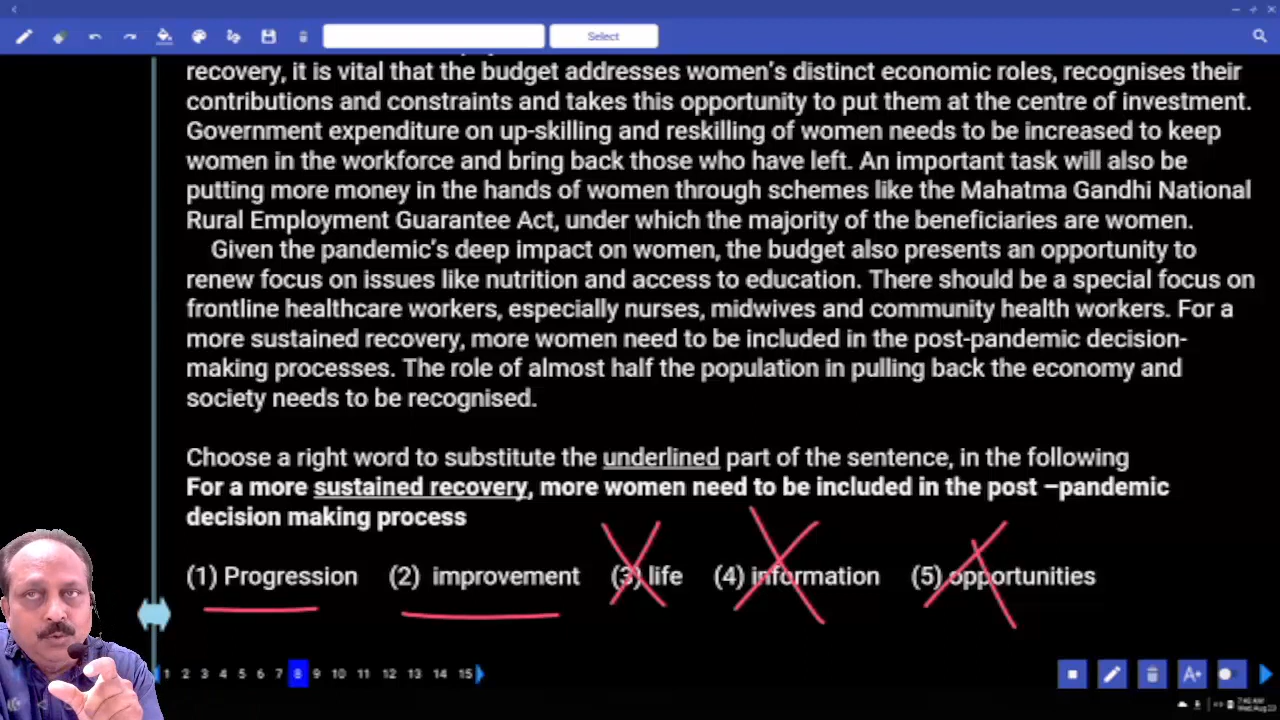 Select
recovery, it is vital that the budget addresses women's distinct economic roles, recognises their
contributions and constraints and takes this opportunity to put them at the centre of investment.
Government expenditure on up-skilling and reskilling of women needs to be increased to keep
women in the workforce and bring back those who have left. An important task will also be
putting more money in the hands of women through schemes like the Mahatma Gandhi National
Rural Employment Guarantee Act, under which the majority of the beneficiaries are women.
Given the pandemic's deep impact on women, the budget also presents an opportunity to
renew focus on issues like nutrition and access to education. There should be a special focus on
frontline healthcare workers, especially nurses, midwives and community health workers. For a
more sustained recovery, more women need to be included in the post-pandemic decision-
making processes. The role of almost half the population in pulling back the economy and
society needs to be recognised.
Choose a right word to substitute the underlined part of the sentence, in the following
For a more sustained recovery, more women need to be included in the post –pandemic
decision making process
(1) Progression (2) improvement (3) life (4) information (5) opportunities
1 2 3 4 5 6 7 8 9 10 11 12 13 14 15
A+